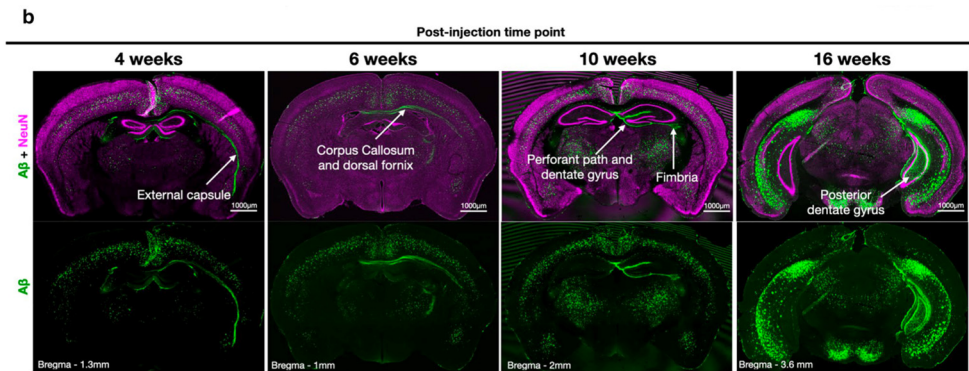 b
Post-injection time point
4 weeks
6 weeks
10 weeks
16 weeks
Aβ + NeuN
External capsule
1000µm
Corpus Callosum
and dorsal fornix
1000µm
Perforant path and
dentate gyrus
Fimbria
1000µm
Posterior
dentate gyrus
1000µm
Aβ
Bregma - 1.3mm
Bregma - 1mm
Bregma - 2mm
Bregma - 3.6 mm